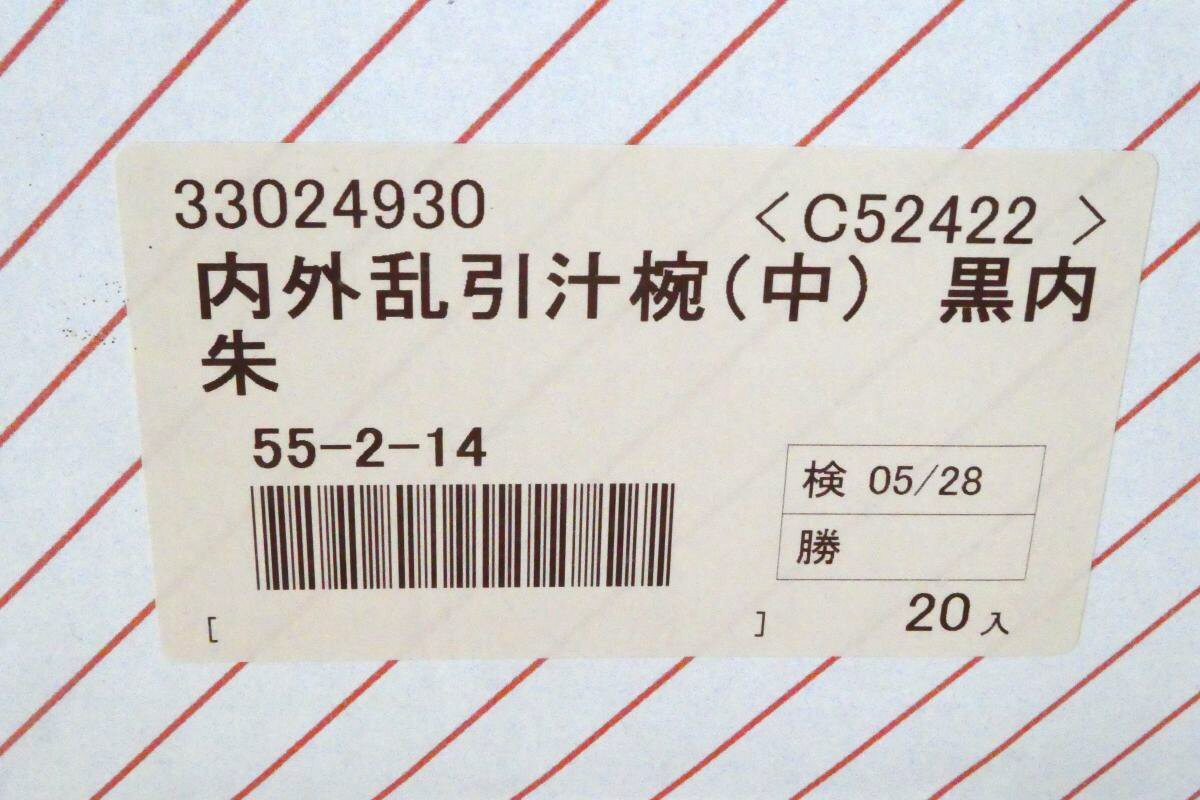 33024930 <C52422 >
内外乱引汁椀(中) 黒内
朱
55-2-14
検 05/28
勝
[ ]
20入